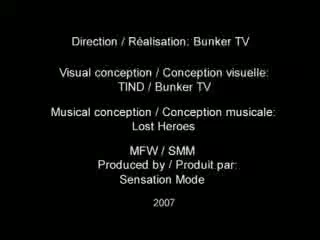 Direction / Réalisation: Bunker TV
Visual conception / Conception visuelle:
TIND / Bunker TV
Musical conception / Conception musicale:
Lost Heroes
MFW / SMM
Produced by / Produit par:
Sensation Mode
2007